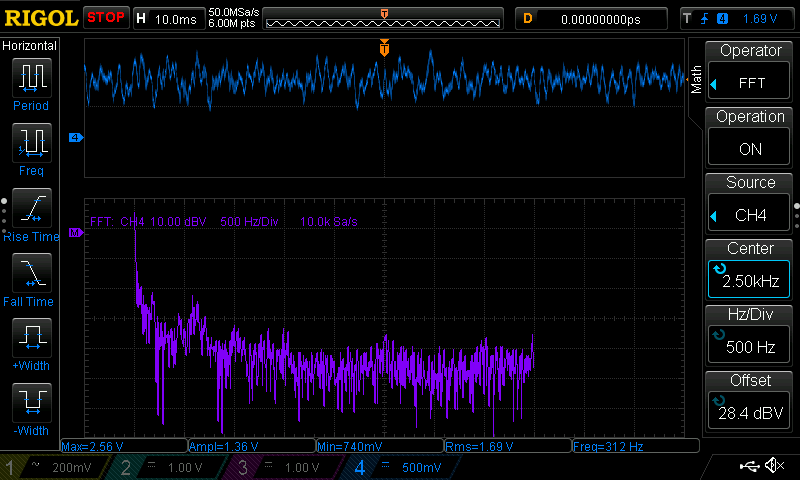 RIGOL STOP H 10.0ms 50.0MSa/s 6.00M pts T D 0.00000000ps T 4 1.69 V
Horizontal
Period
Freq
Rise Time
Fall Time
+Width
-Width
T
4
M
FFT: CH4 10.00 dBV 500 Hz/Div 10.0k Sa/s
Math
Operator
FFT
Operation
ON
Source
CH4
Center
2.50kHz
Hz/Div
500 Hz
Offset
28.4 dBV
Max=2.56 V Ampl=1.36 V Min=740mV Rms=1.69 V Freq=312 Hz
1 200mV 2 1.00 V 3 1.00 V 4 500mV